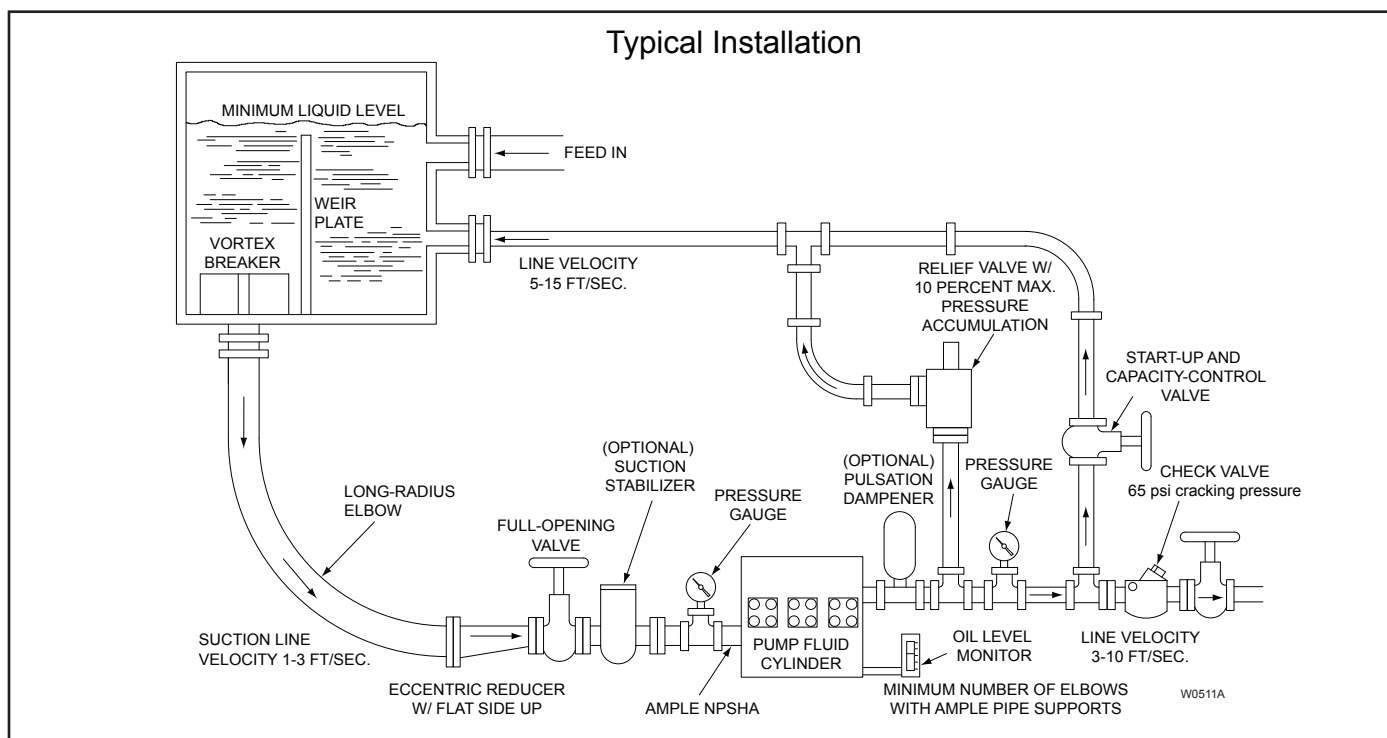 Typical Installation
MINIMUM LIQUID LEVEL
FEED IN
WEIR
PLATE
VORTEX
BREAKER
LINE VELOCITY
5-15 FT/SEC.
RELIEF VALVE W/
10 PERCENT MAX.
PRESSURE
ACCUMULATION
START-UP AND
CAPACITY-CONTROL
VALVE
(OPTIONAL)
SUCTION
STABILIZER
(OPTIONAL)
PULSATION
DAMPENER
PRESSURE
GAUGE
CHECK VALVE
65 psi cracking pressure
LONG-RADIUS
ELBOW
PRESSURE
GAUGE
FULL-OPENING
VALVE
SUCTION LINE
VELOCITY 1-3 FT/SEC.
PUMP FLUID
CYLINDER
OIL LEVEL
MONITOR
LINE VELOCITY
3-10 FT/SEC.
ECCENTRIC REDUCER
W/ FLAT SIDE UP
AMPLE NPSHA
MINIMUM NUMBER OF ELBOWS
WITH AMPLE PIPE SUPPORTS
W0511A